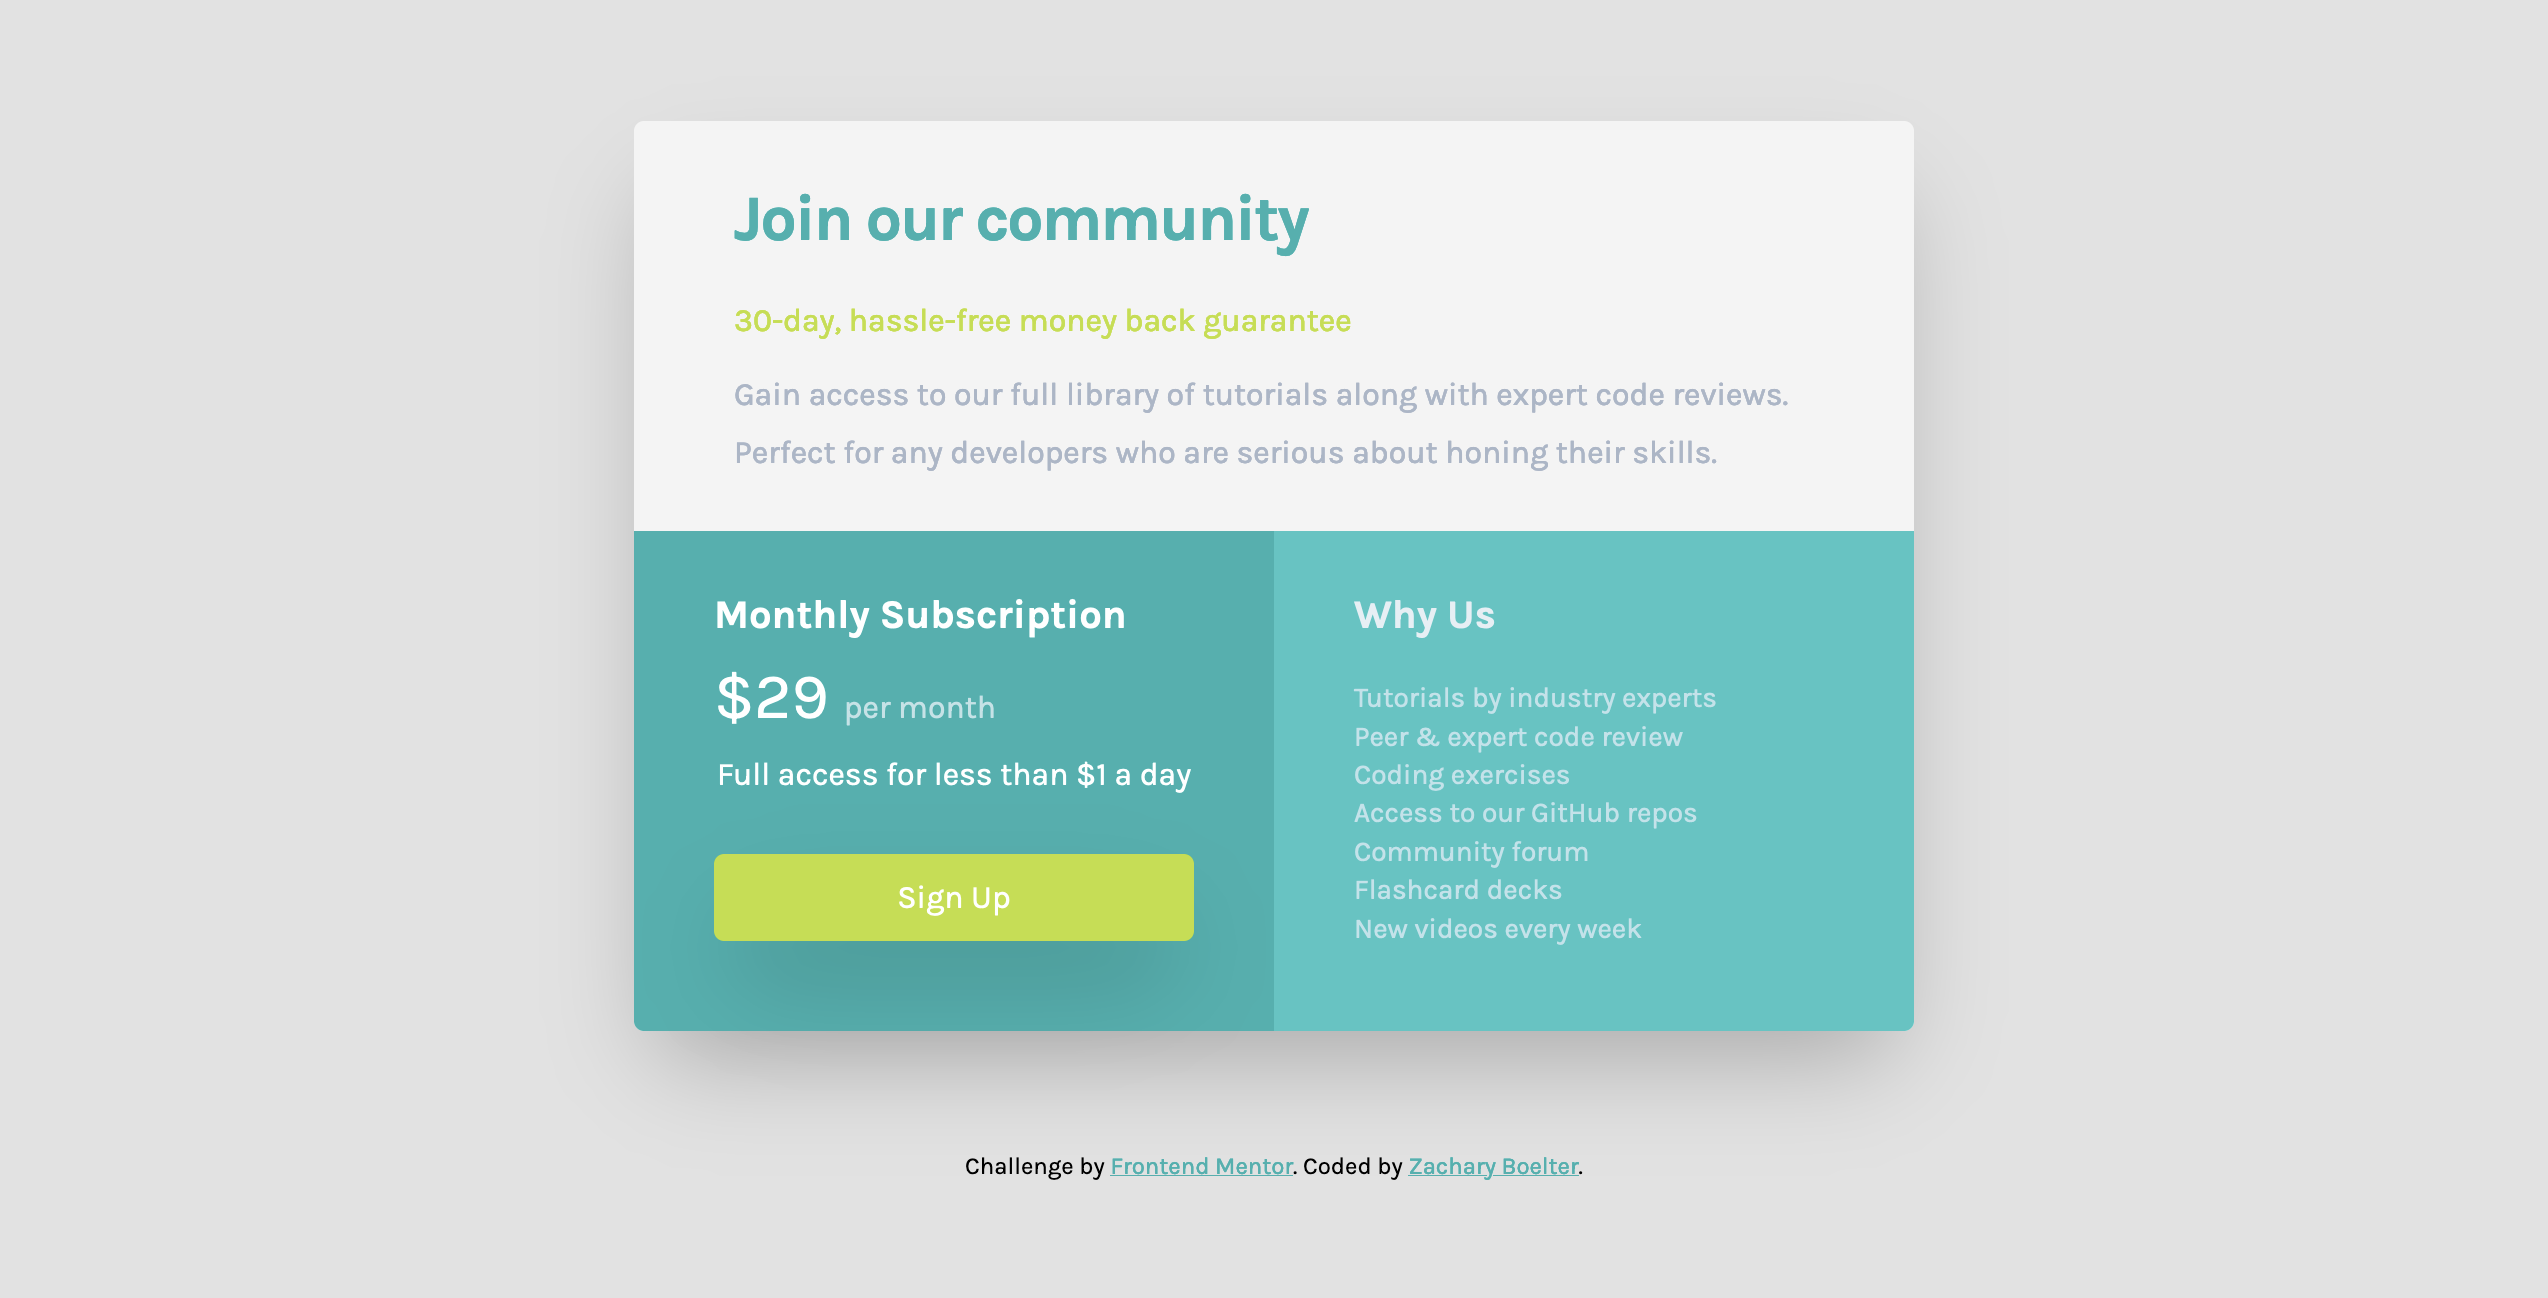 Join our community
30-day, hassle-free money back guarantee
Gain access to our full library of tutorials along with expert code reviews.
Perfect for any developers who are serious about honing their skills.
Monthly Subscription
$29 per month
Full access for less than $1 a day
Sign Up
Why Us
Tutorials by industry experts
Peer & expert code review
Coding exercises
Access to our GitHub repos
Community forum
Flashcard decks
New videos every week
Challenge by Frontend Mentor. Coded by Zachary Boelter.